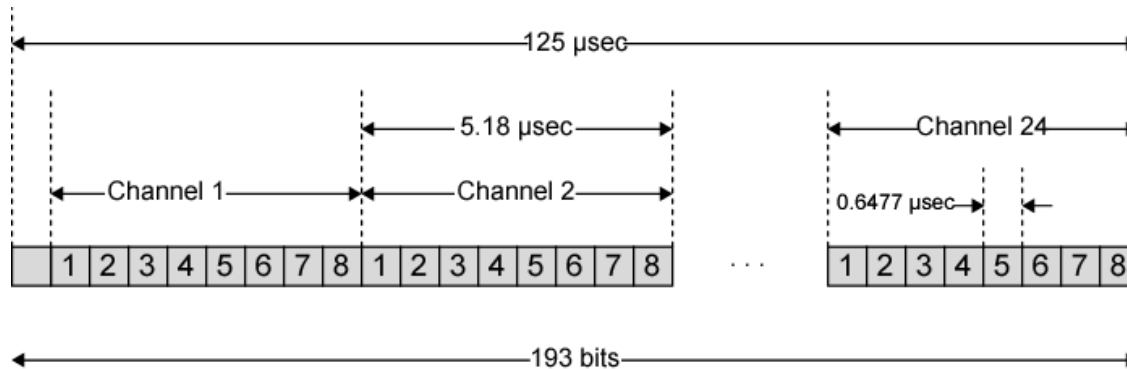 125 µsec
5.18 µsec
Channel 24
Channel 1
Channel 2
0.6477 µsec
1 2 3 4 5 6 7 8 1 2 3 4 5 6 7 8 . . . 1 2 3 4 5 6 7 8
193 bits